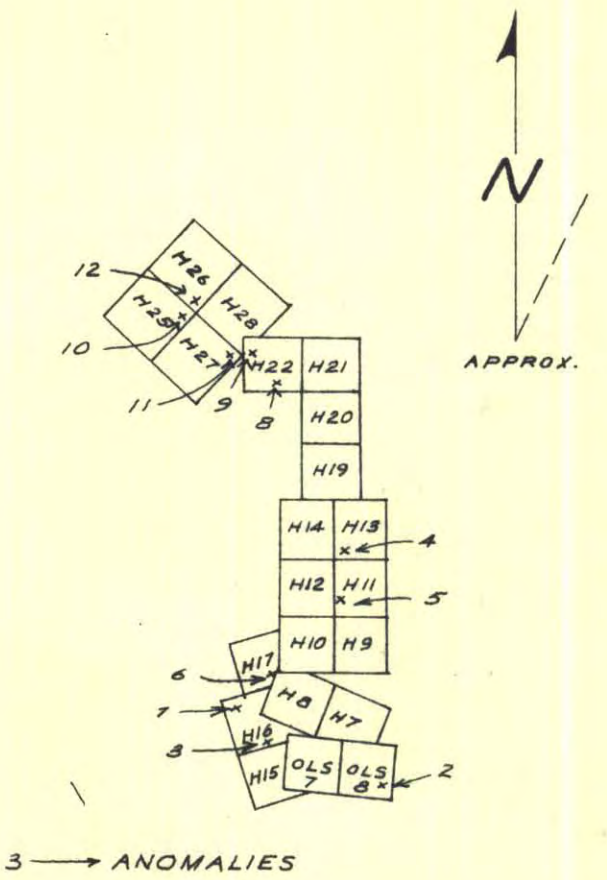 N
APPROX.
H26
12
H28
H25
10
H27
H22
H21
11
9
8
H20
H19
H14
H13
4
H12
H11
5
H10
H9
H17
6
H8
H7
1
H16
3
H15
OLS
7
OLS
8
2
3 → ANOMALIES